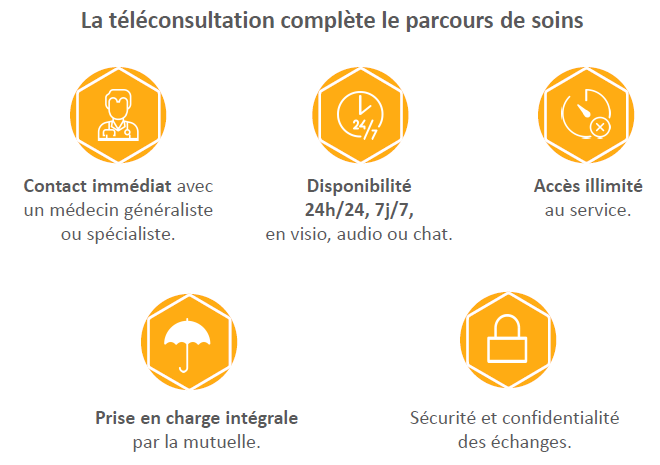 La téléconsultation complète le parcours de soins
24/7
Contact immédiat avec
un médecin généraliste
ou spécialiste.
Disponibilité
24h/24, 7j/7,
en visio, audio ou chat.
Accès illimité
au service.
Prise en charge intégrale
par la mutuelle.
Sécurité et confidentialité
des échanges.